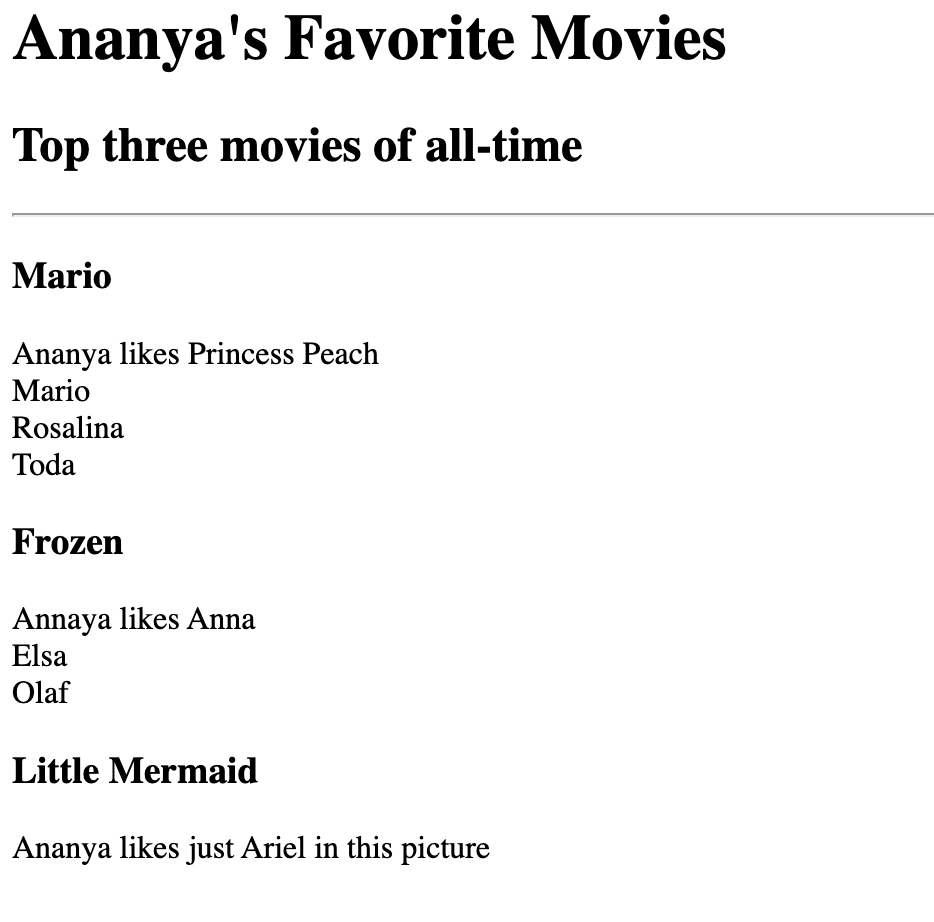 Ananya's Favorite Movies
Top three movies of all-time
Mario
Ananya likes Princess Peach
Mario
Rosalina
Toda
Frozen
Annaya likes Anna
Elsa
Olaf
Little Mermaid
Ananya likes just Ariel in this picture